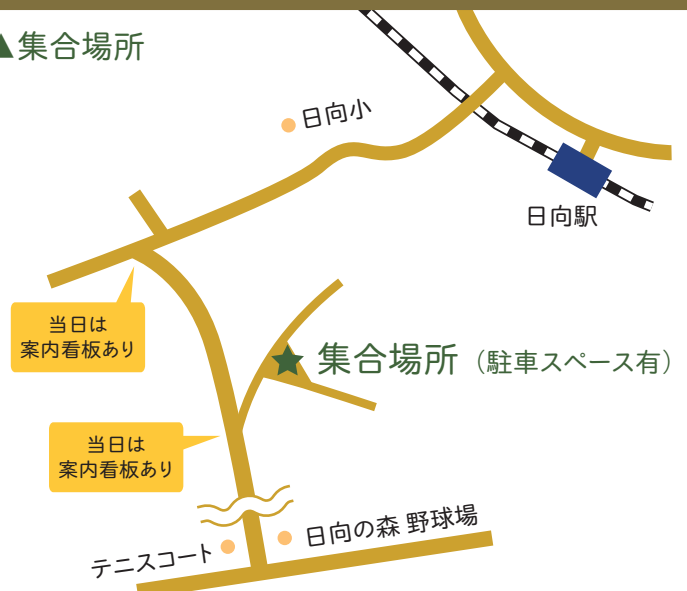 ▲集合場所
日向小
日向駅
当日は
案内看板あり
集合場所（駐車スペース有）
当日は
案内看板あり
日向の森 野球場
テニスコート